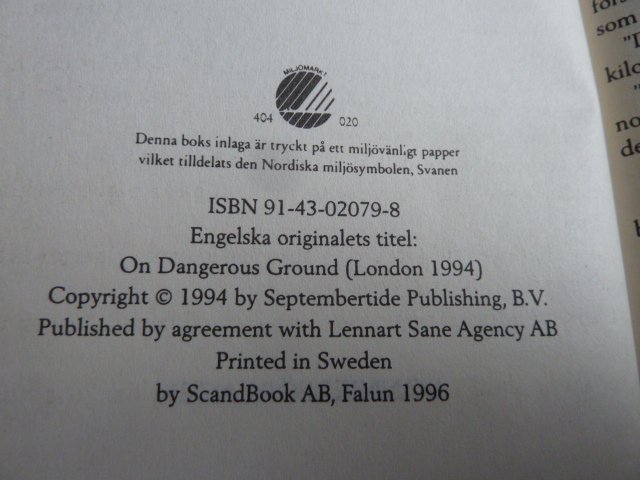 MILJÖMÄRKT
404 020
Denna boks inlaga är tryckt på ett miljövänligt papper
vilket tilldelats den Nordiska miljösymbolen, Svanen
ISBN 91-43-02079-8
Engelska originalets titel:
On Dangerous Ground (London 1994)
Copyright © 1994 by Septembertide Publishing, B.V.
Published by agreement with Lennart Sane Agency AB
Printed in Sweden
by ScandBook AB, Falun 1996
som